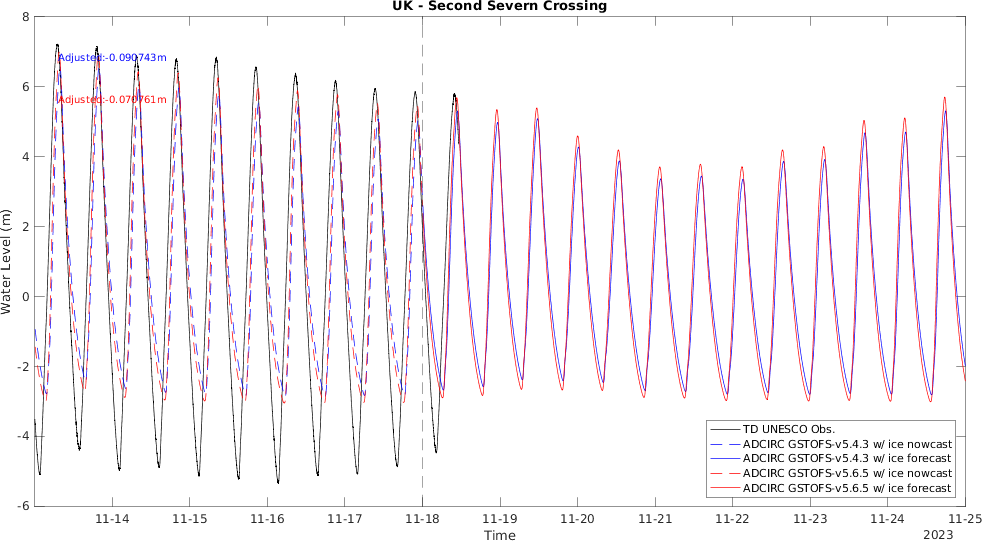 UK - Second Severn Crossing
8
6
4
2
0
-2
-4
-6
Water Level (m)
Adjusted:-0.090743m
Adjusted:-0.070761m
TD UNESCO Obs.
ADCIRC GSTOFS-v5.4.3 w/ ice nowcast
ADCIRC GSTOFS-v5.4.3 w/ ice forecast
ADCIRC GSTOFS-v5.6.5 w/ ice nowcast
ADCIRC GSTOFS-v5.6.5 w/ ice forecast
11-14 11-15 11-16 11-17 11-18 11-19 11-20 11-21 11-22 11-23 11-24 11-25
Time
2023